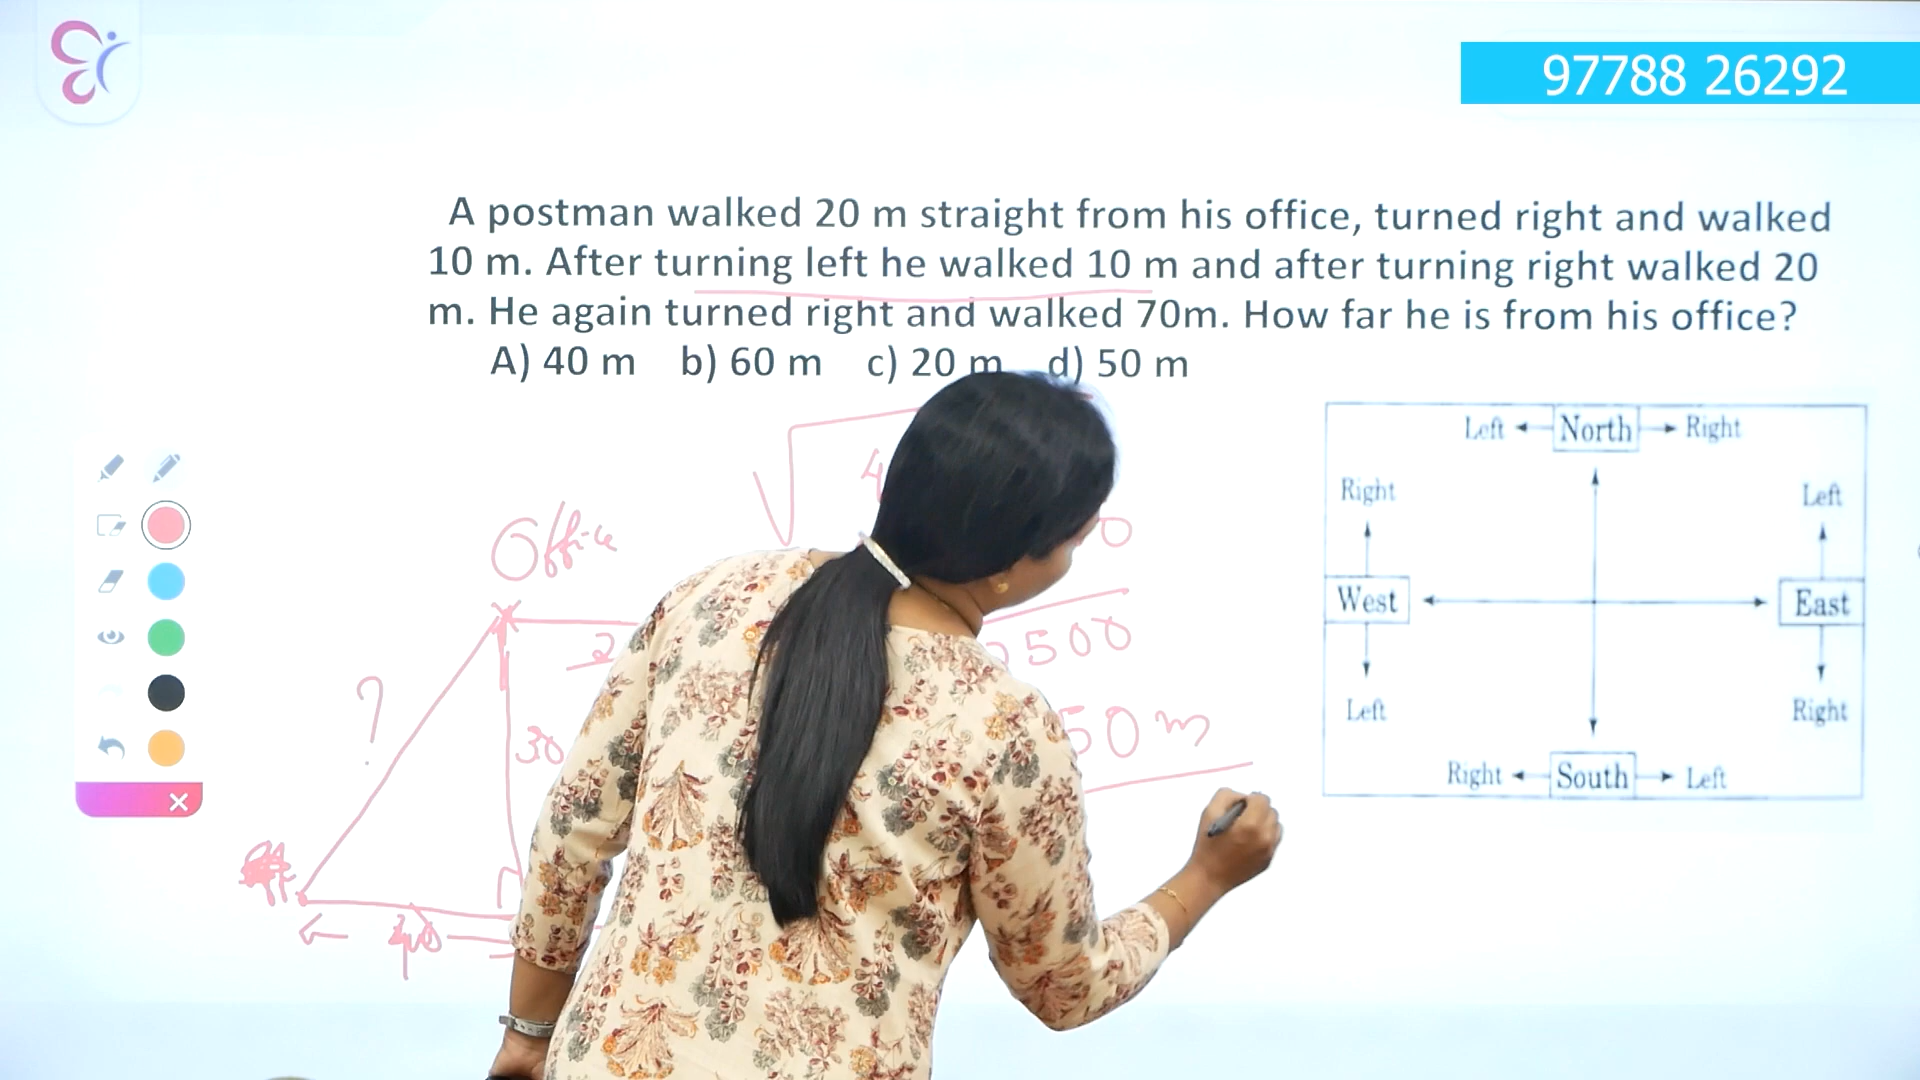 97788 26292
A postman walked 20 m straight from his office, turned right and walked
10 m. After turning left he walked 10 m and after turning right walked 20
m. He again turned right and walked 70m. How far he is from his office?
A) 40 m b) 60 m c) 20 m d) 50 m
Left North Right
Right Left
West East
Left Right
Right South Left
Office
2
?
30
40
4
0
500
50 m